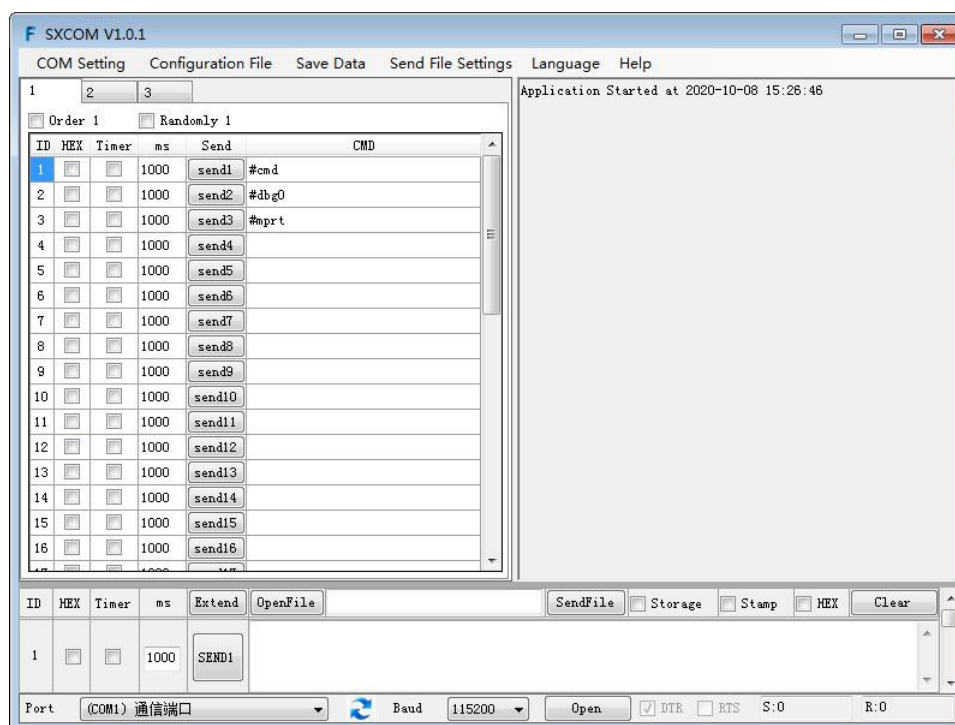 F SXCOM V1.0.1
COM Setting Configuration File Save Data Send File Settings Language Help
1 2 3
Order 1 Randomly 1
ID HEX Timer ms Send CMD
1 1000 send1 #cmd
2 1000 send2 #dbg0
3 1000 send3 #mprt
4 1000 send4
5 1000 send5
6 1000 send6
7 1000 send7
8 1000 send8
9 1000 send9
10 1000 send10
11 1000 send11
12 1000 send12
13 1000 send13
14 1000 send14
15 1000 send15
16 1000 send16
Application Started at 2020-10-08 15:26:46
ID HEX Timer ms Extend OpenFile SendFile Storage Stamp HEX Clear
1 1000 SEND1
Port (COM1) 通信端口 Baud 115200 Open DTR RTS S:0 R:0